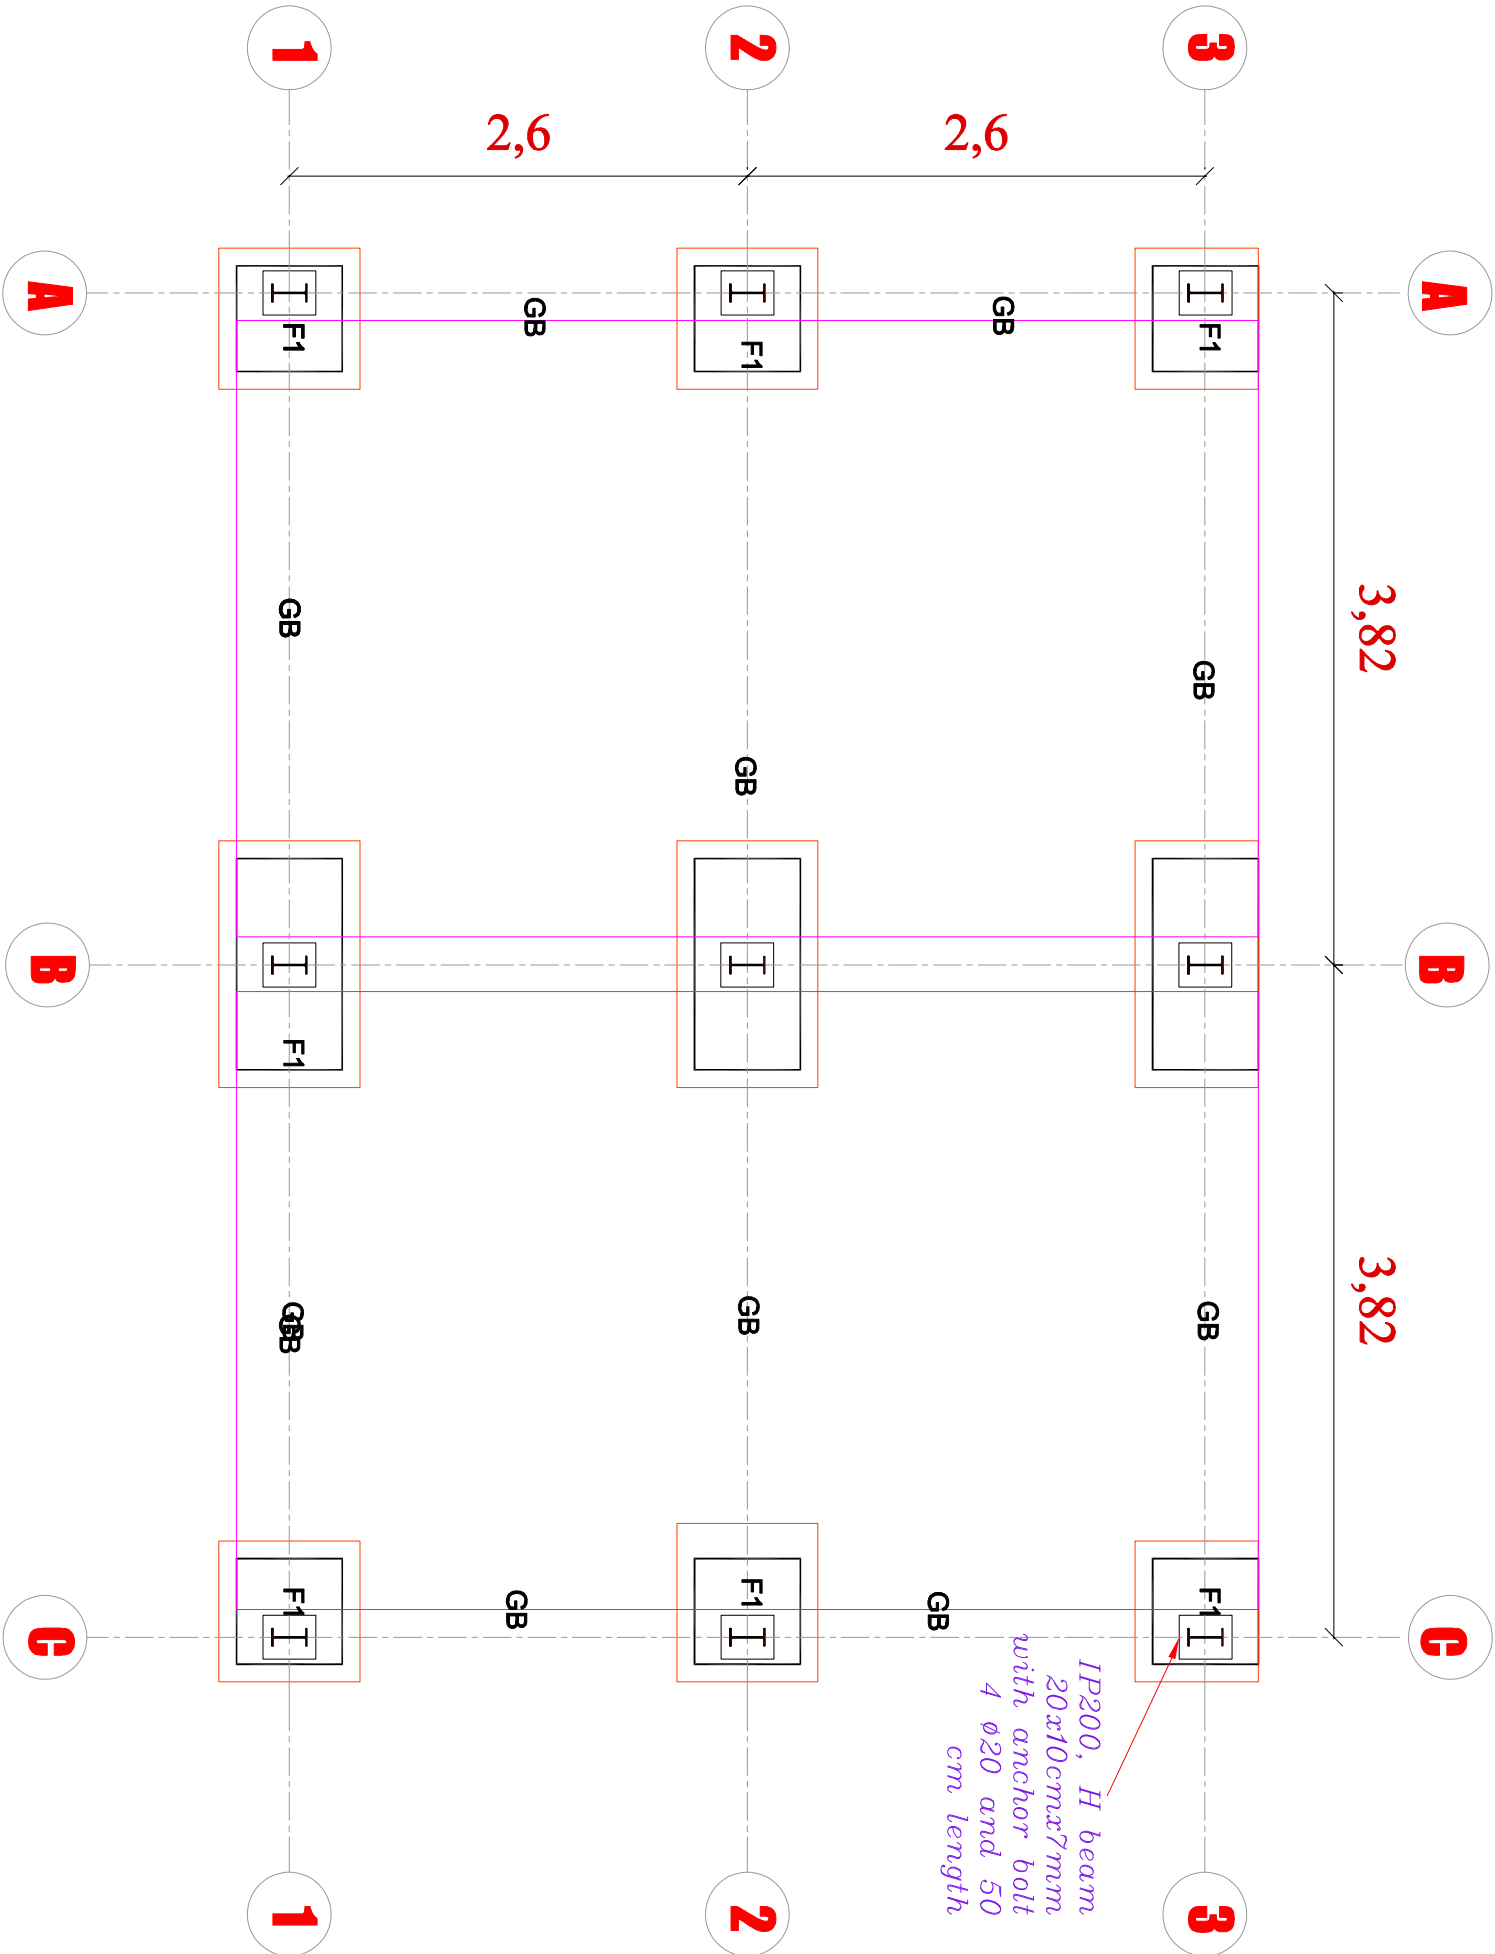 1
2
3
2,6
2,6
A
A
GB
GB
F1
F1
F1
3,82
GB
GB
GB
B
B
F1
3,82
GB
GB
GB
GB
F1
F1
F1
GB
GB
C
C
IP200, H beam
20x10cmx7mm
with anchor bolt
4 ø20 and 50
cm length
1
2
3